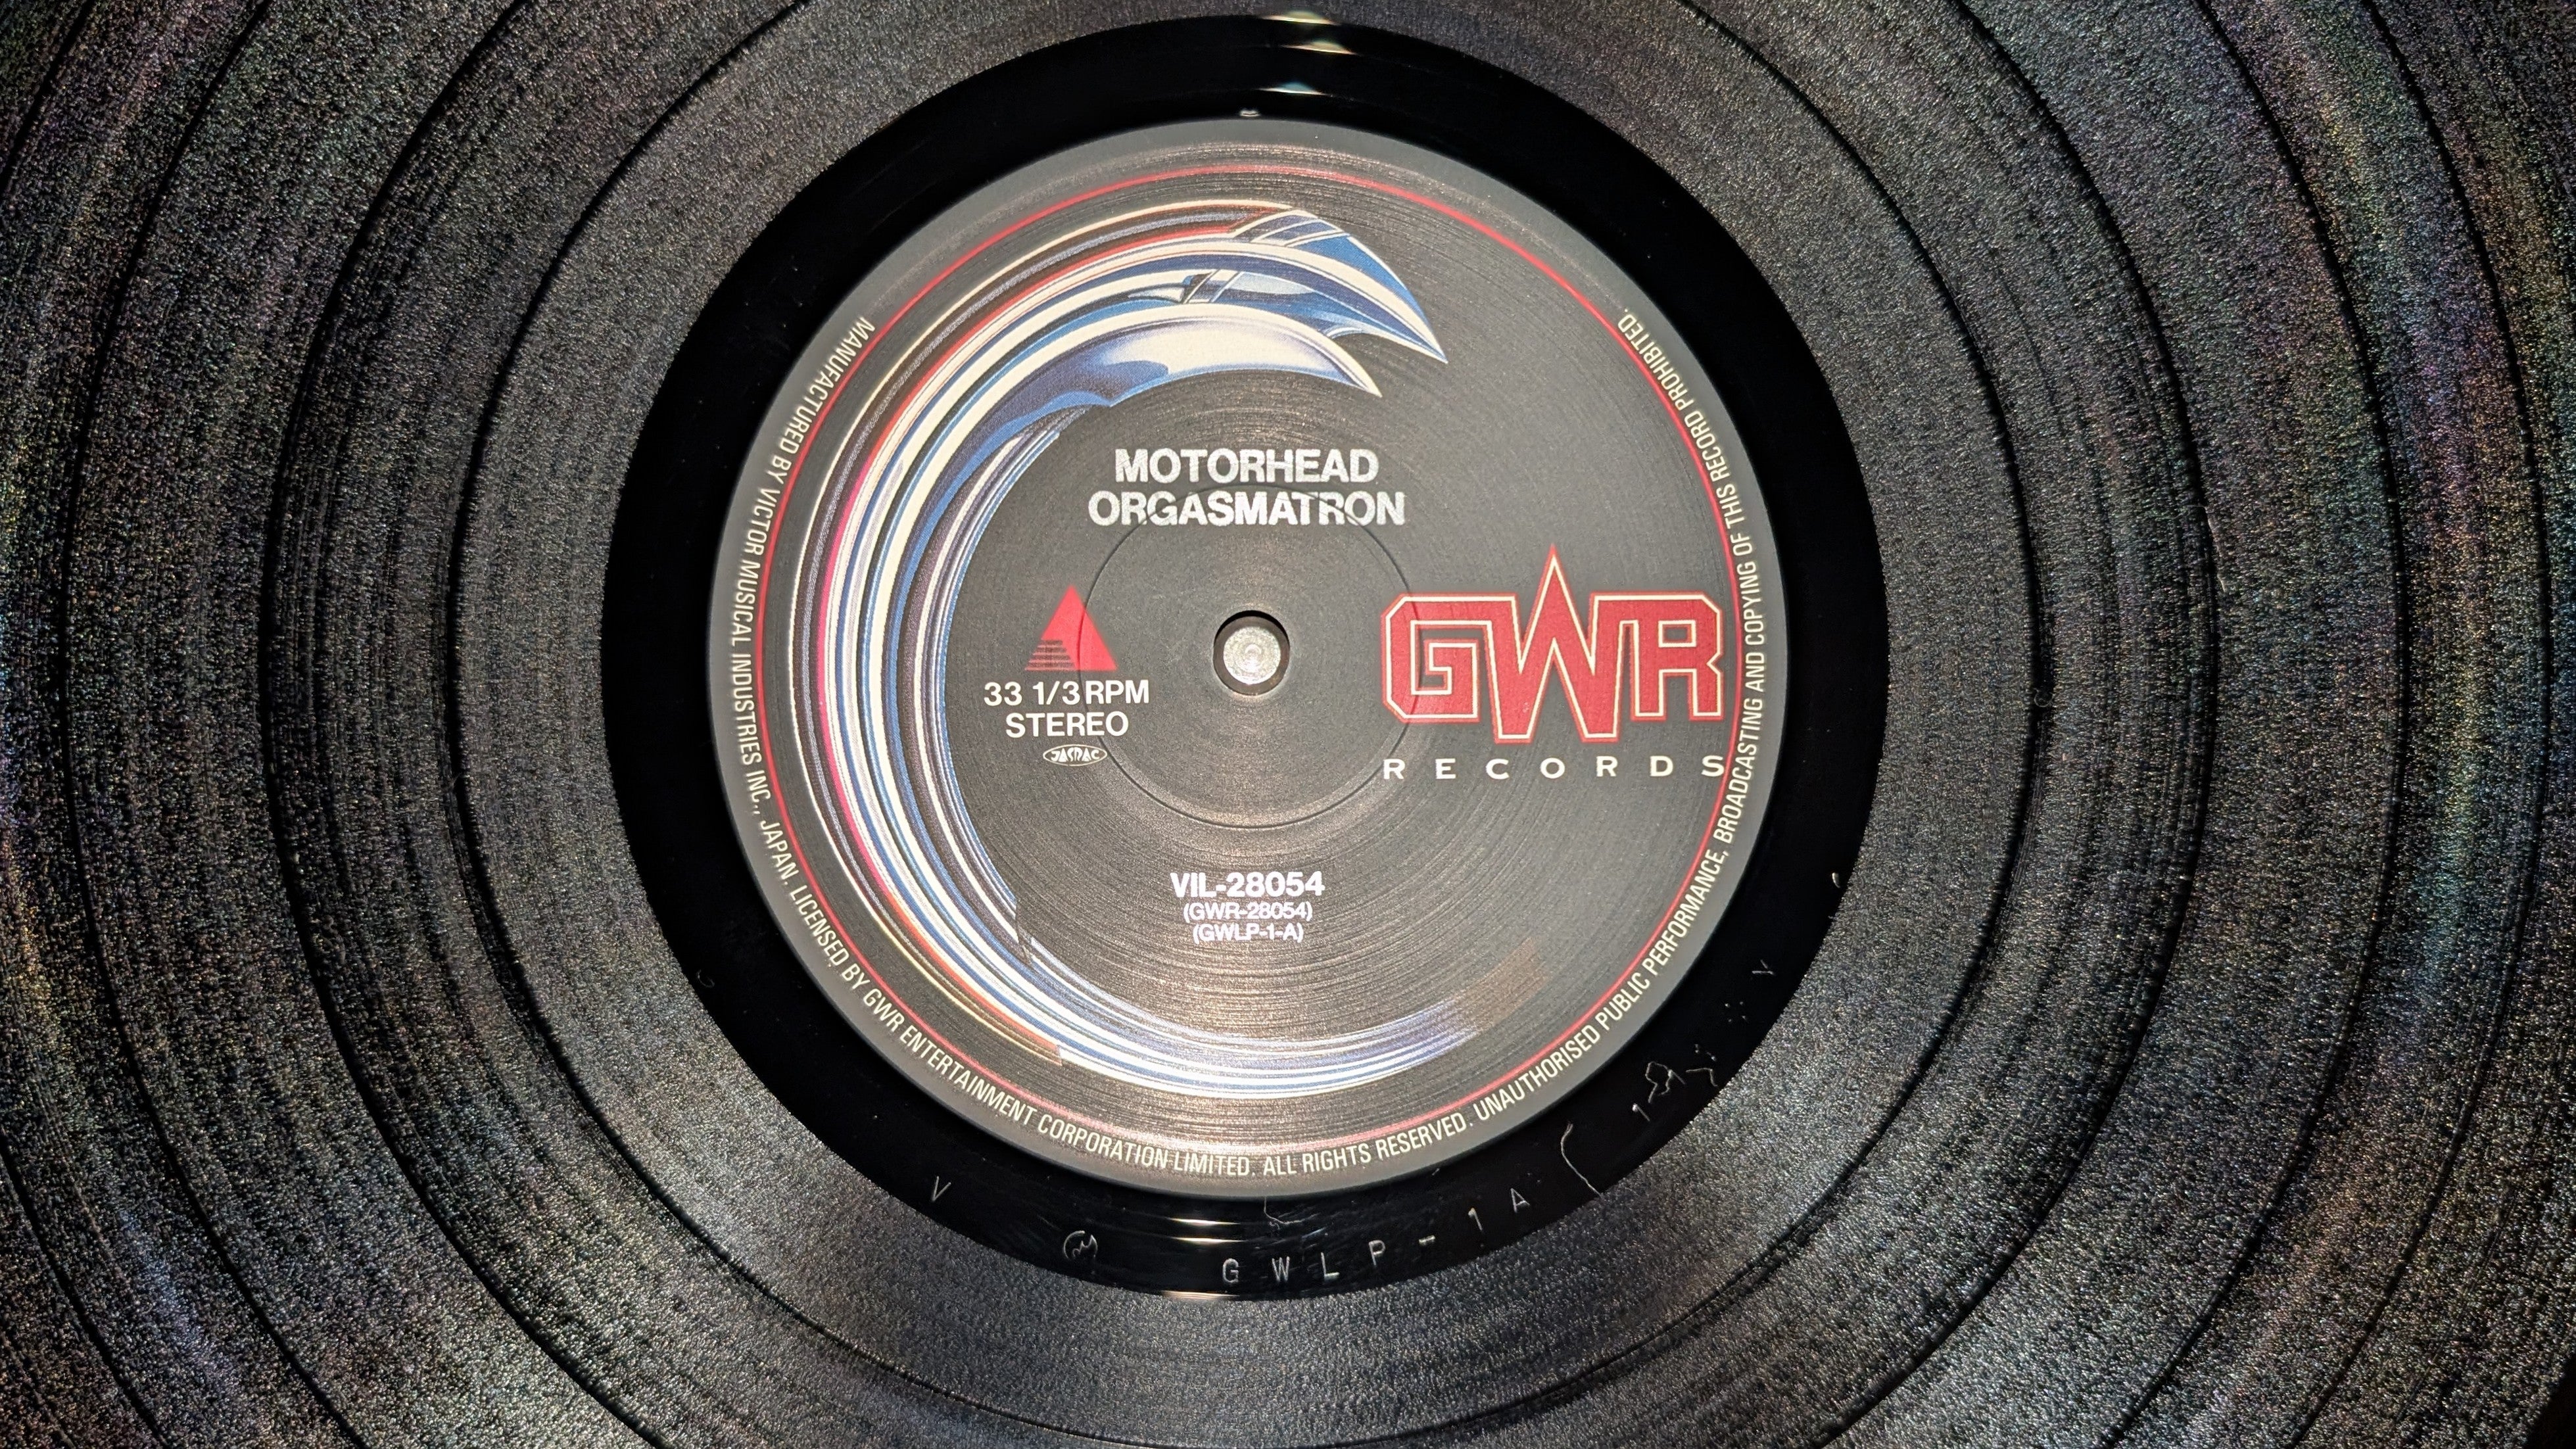 MOTORHEAD
ORGASMATRON
33 1/3 RPM
STEREO
JASRAC
GWR
RECORDS
VIL-28054
(GWR-28054)
(GWLP-1-A)
MANUFACTURED BY VICTOR MUSICAL INDUSTRIES INC., JAPAN. LICENSED BY GWR ENTERTAINMENT CORPORATION LIMITED. ALL RIGHTS RESERVED. UNAUTHORISED PUBLIC PERFORMANCE, BROADCASTING AND COPYING OF THIS RECORD PROHIBITED.
GWLP-1A